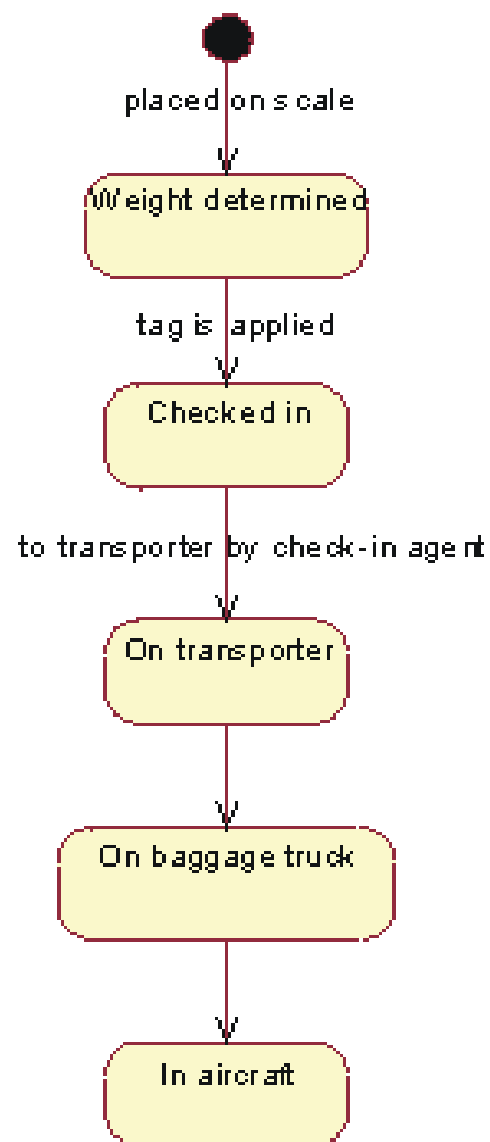 placed on scale
Weight determined
tag is applied
Checked in
to transporter by check-in agent
On transporter
On baggage truck
In aircraft